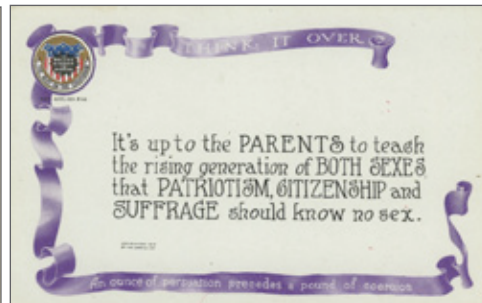 THINK IT OVER
It's up to the PARENTS to teach
the rising generation of BOTH SEXES
that PATRIOTISM, CITIZENSHIP and
SUFFRAGE should know no sex.
An ounce of persuasion precedes a pound of coercion